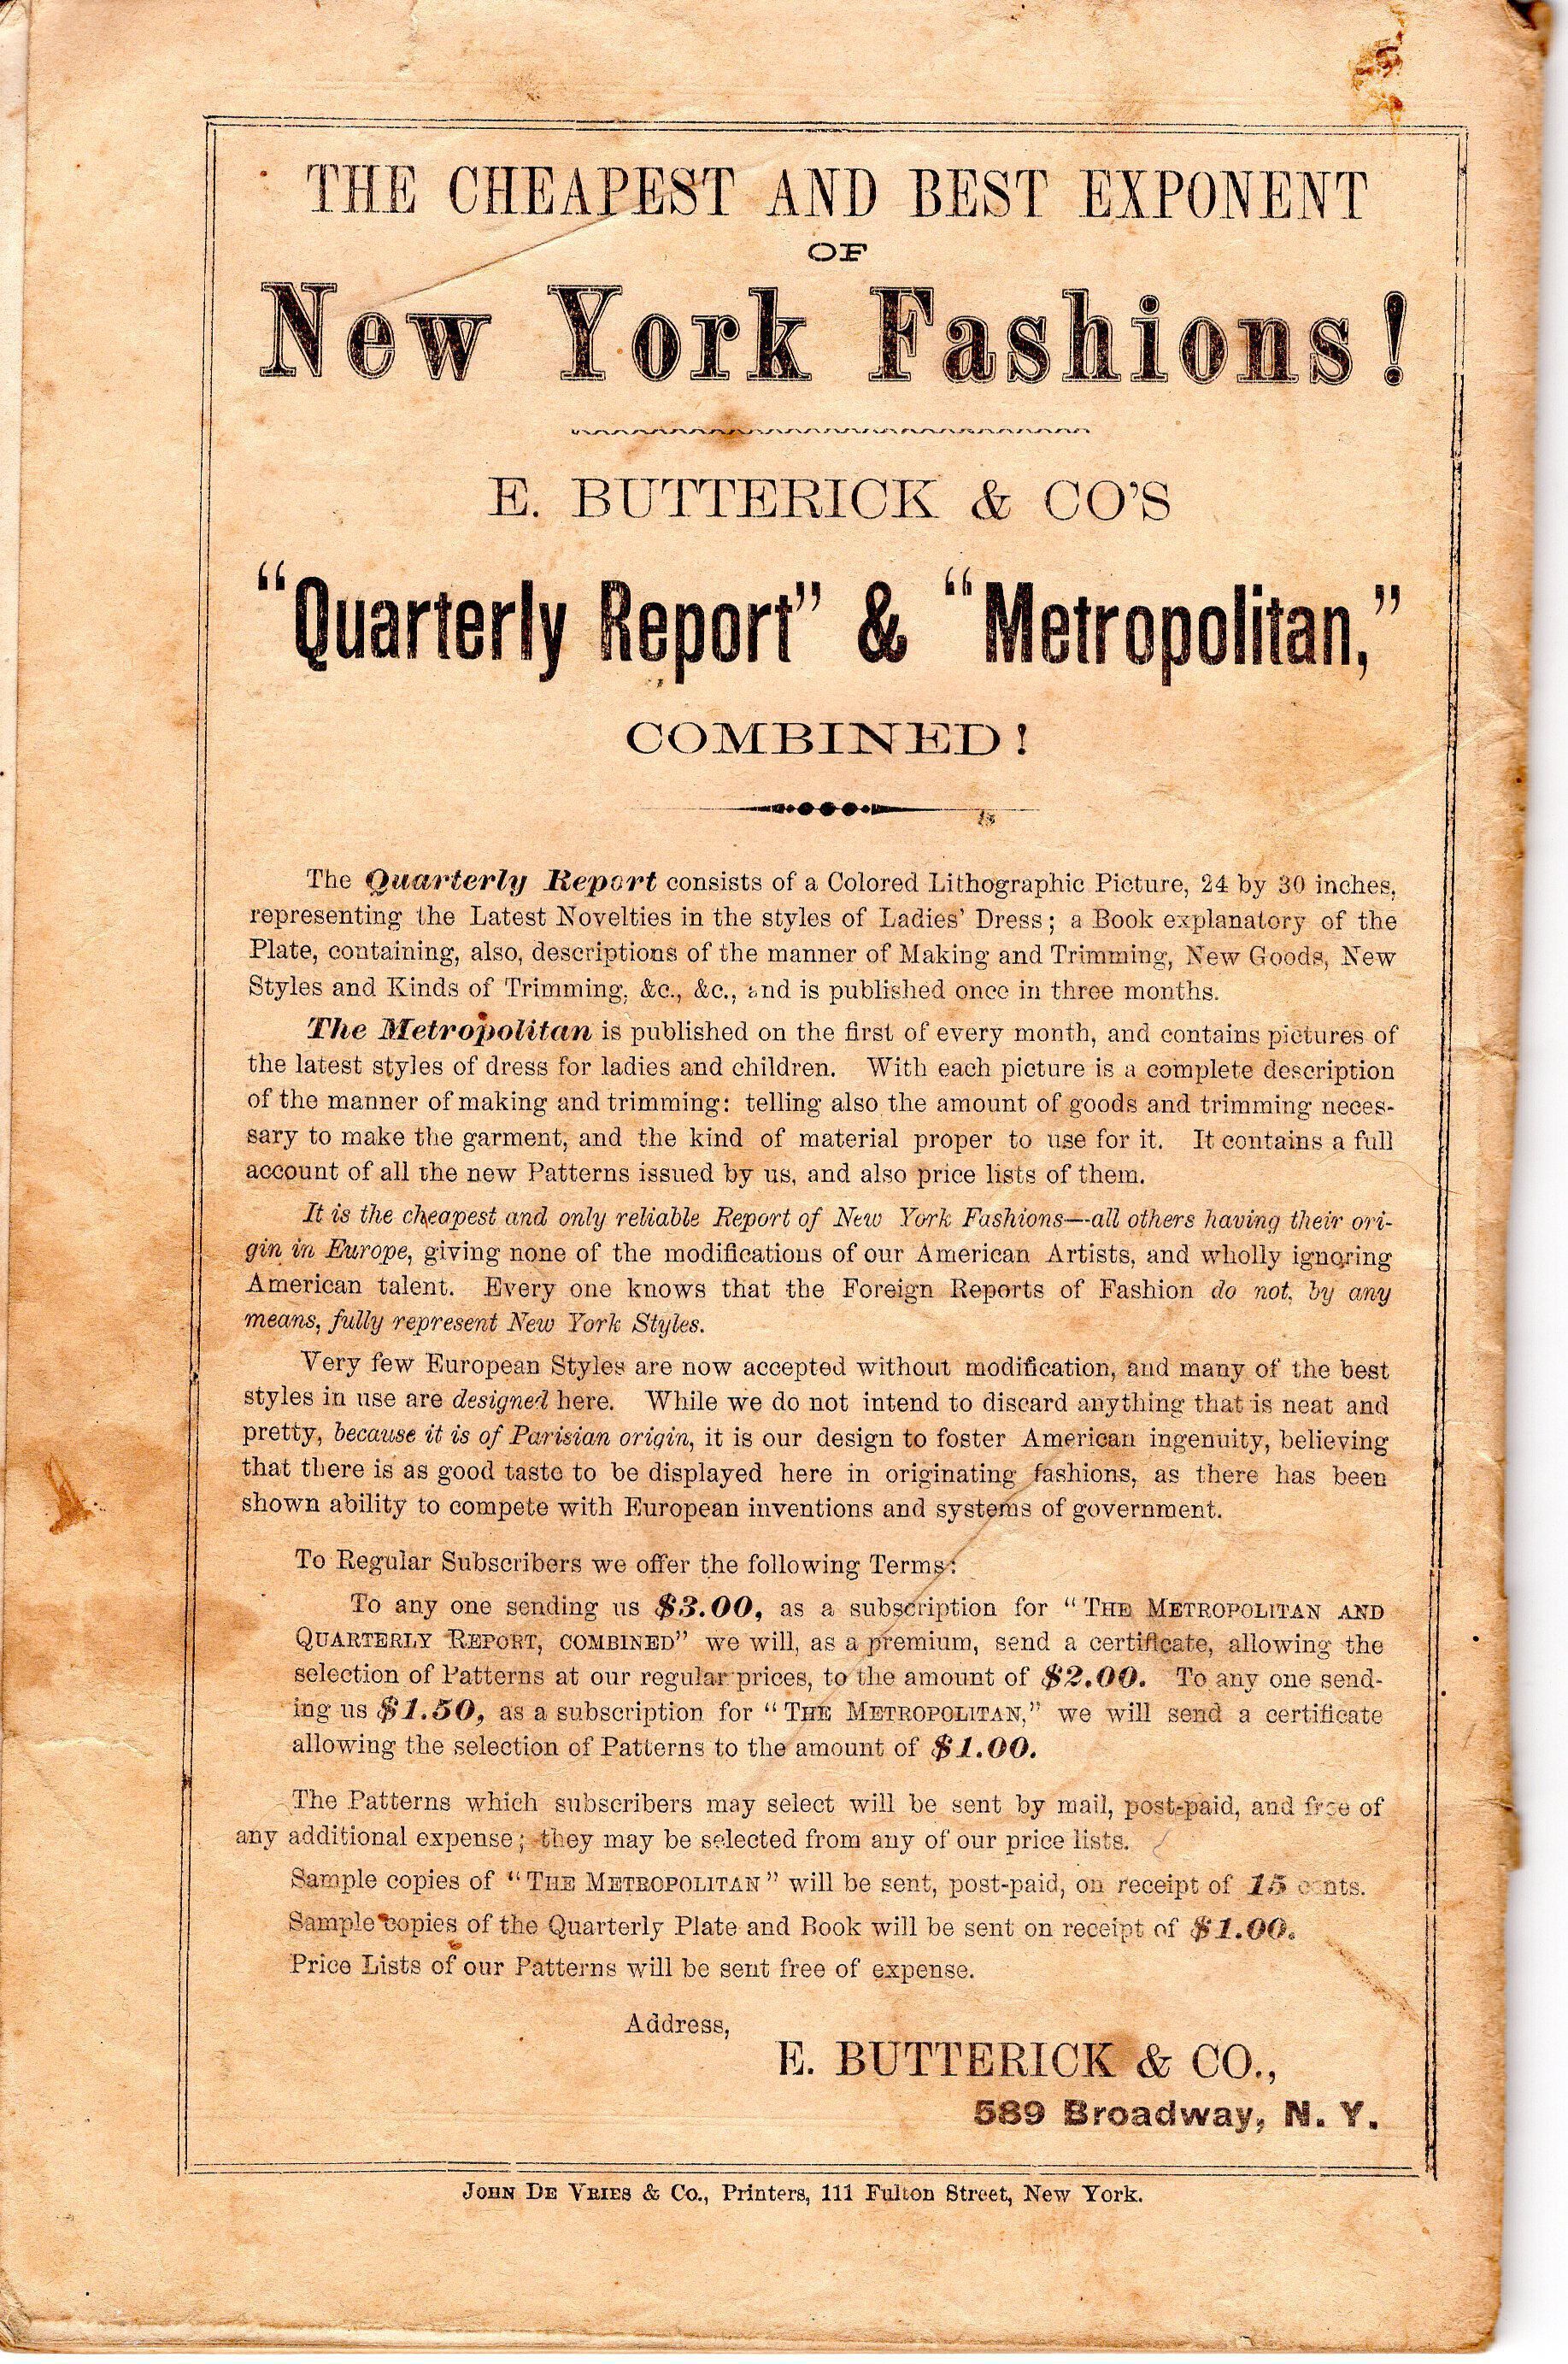 THE CHEAPEST AND BEST EXPONENT
OF
New York Fashions!
E. BUTTERICK & CO'S
“Quarterly Report” & “Metropolitan,”
COMBINED!
The Quarterly Report consists of a Colored Lithographic Picture, 24 by 30 inches,
representing the Latest Novelties in the styles of Ladies' Dress; a Book explanatory of the
Plate, containing, also, descriptions of the manner of Making and Trimming, New Goods, New
Styles and Kinds of Trimming, &c., &c., and is published once in three months.
The Metropolitan is published on the first of every month, and contains pictures of
the latest styles of dress for ladies and children. With each picture is a complete description
of the manner of making and trimming: telling also the amount of goods and trimming neces-
sary to make the garment, and the kind of material proper to use for it. It contains a full
account of all the new Patterns issued by us, and also price lists of them.
It is the cheapest and only reliable Report of New York Fashions—all others having their ori-
gin in Europe, giving none of the modifications of our American Artists, and wholly ignoring
American talent. Every one knows that the Foreign Reports of Fashion do not, by any
means, fully represent New York Styles.
Very few European Styles are now accepted without modification, and many of the best
styles in use are designed here. While we do not intend to discard anything that is neat and
pretty, because it is of Parisian origin, it is our design to foster American ingenuity, believing
that there is as good taste to be displayed here in originating fashions, as there has been
shown ability to compete with European inventions and systems of government.
To Regular Subscribers we offer the following Terms:
To any one sending us $3.00, as a subscription for “THE METROPOLITAN AND
QUARTERLY REPORT, COMBINED” we will, as a premium, send a certificate, allowing the
selection of Patterns at our regular prices, to the amount of $2.00. To any one send-
ing us $1.50, as a subscription for “THE METROPOLITAN,” we will send a certificate
allowing the selection of Patterns to the amount of $1.00.
The Patterns which subscribers may select will be sent by mail, post-paid, and free of
any additional expense; they may be selected from any of our price lists.
Sample copies of “THE METROPOLITAN” will be sent, post-paid, on receipt of 15 cents.
Sample copies of the Quarterly Plate and Book will be sent on receipt of $1.00.
Price Lists of our Patterns will be sent free of expense.
Address,
E. BUTTERICK & CO.,
589 Broadway, N. Y.
JOHN DE VRIES & CO., Printers, 111 Fulton Street, New York.